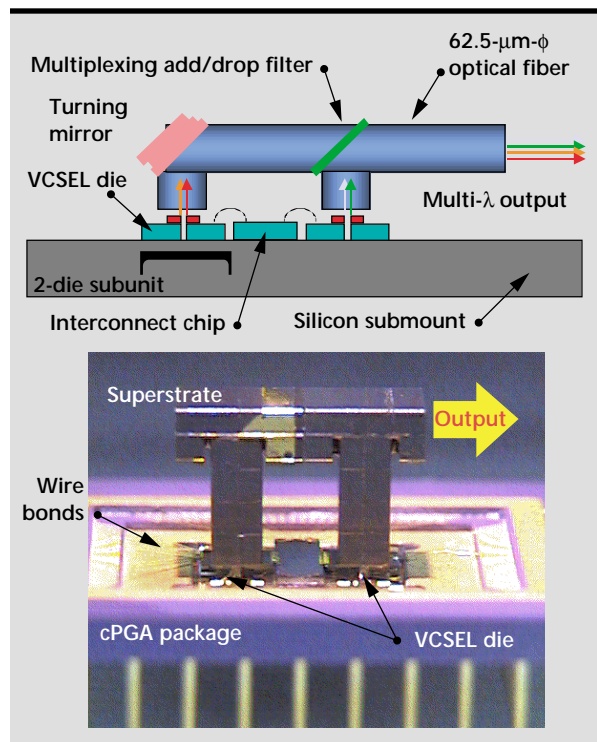 62.5-μm-ϕ
optical fiber
Multiplexing add/drop filter
Turning
mirror
VCSEL die
Multi-λ output
2-die subunit
Interconnect chip
Silicon submount
Superstrate
Output
Wire
bonds
cPGA package
VCSEL die